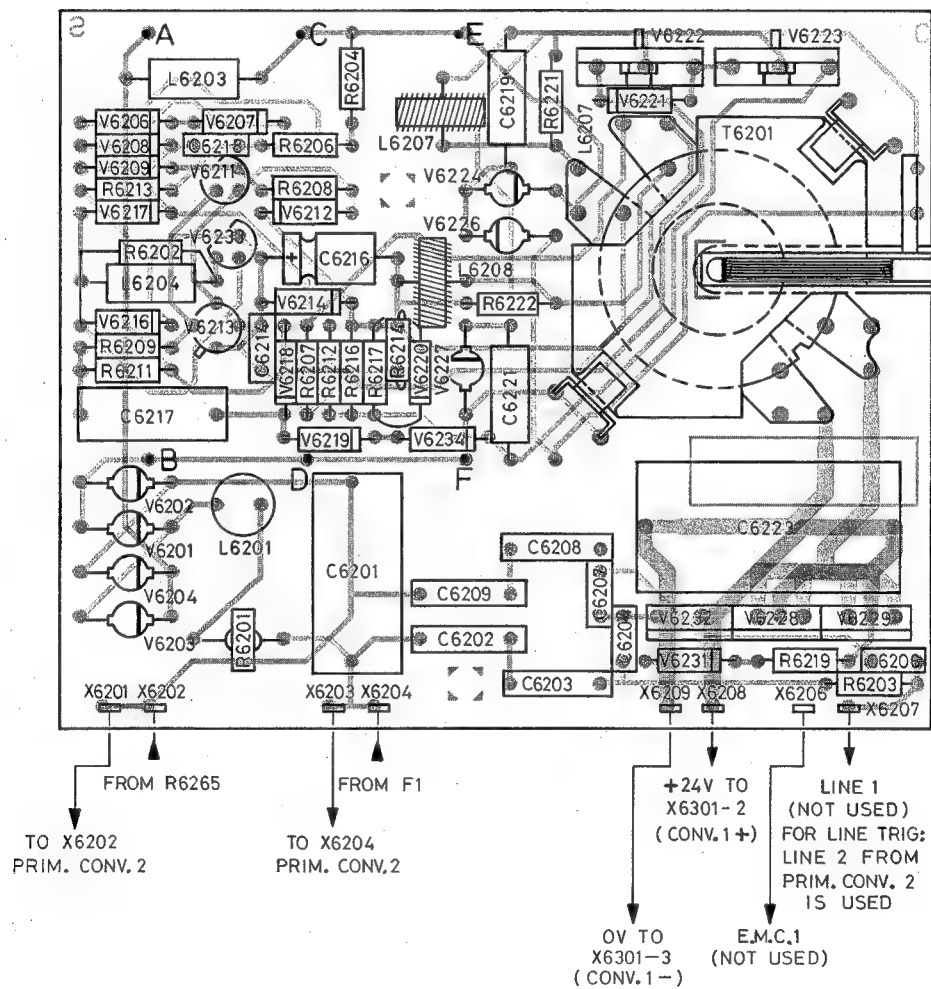 S
A
C
E
V6222
V6223
L6203
R6204
C6219
R6221
V6221
L6207
L6207
T6201
V6206
V6207
V6208
C6218
R6206
V6209
V6211
R6213
R6208
V6217
V6212
V6224
V6226
R6202
V6233
+
C6216
L6204
L6208
V6214
R6222
V6216
V6213
R6209
R6211
C6214
V6218
R6207
R6212
R6216
R6217
R6214
V6220
V6227
C6221
C6217
V6219
V6234
B
D
F
V6202
V6201
V6204
V6203
L6201
R6201
C6201
C6208
C6209
C6202
C6203
C6223
V6232
V6228
V6229
V6231
R6219
C6206
R6203
X6201
X6202
X6203
X6204
X6209
X6208
X6206
X6207
FROM R6265
FROM F1
+24V TO
X6301-2
(CONV.1+)
LINE 1
(NOT USED)
FOR LINE TRIG:
LINE 2 FROM
PRIM. CONV. 2
IS USED
TO X6202
PRIM. CONV.2
TO X6204
PRIM. CONV.2
0V TO
X6301-3
(CONV.1-)
E.M.C.1
(NOT USED)